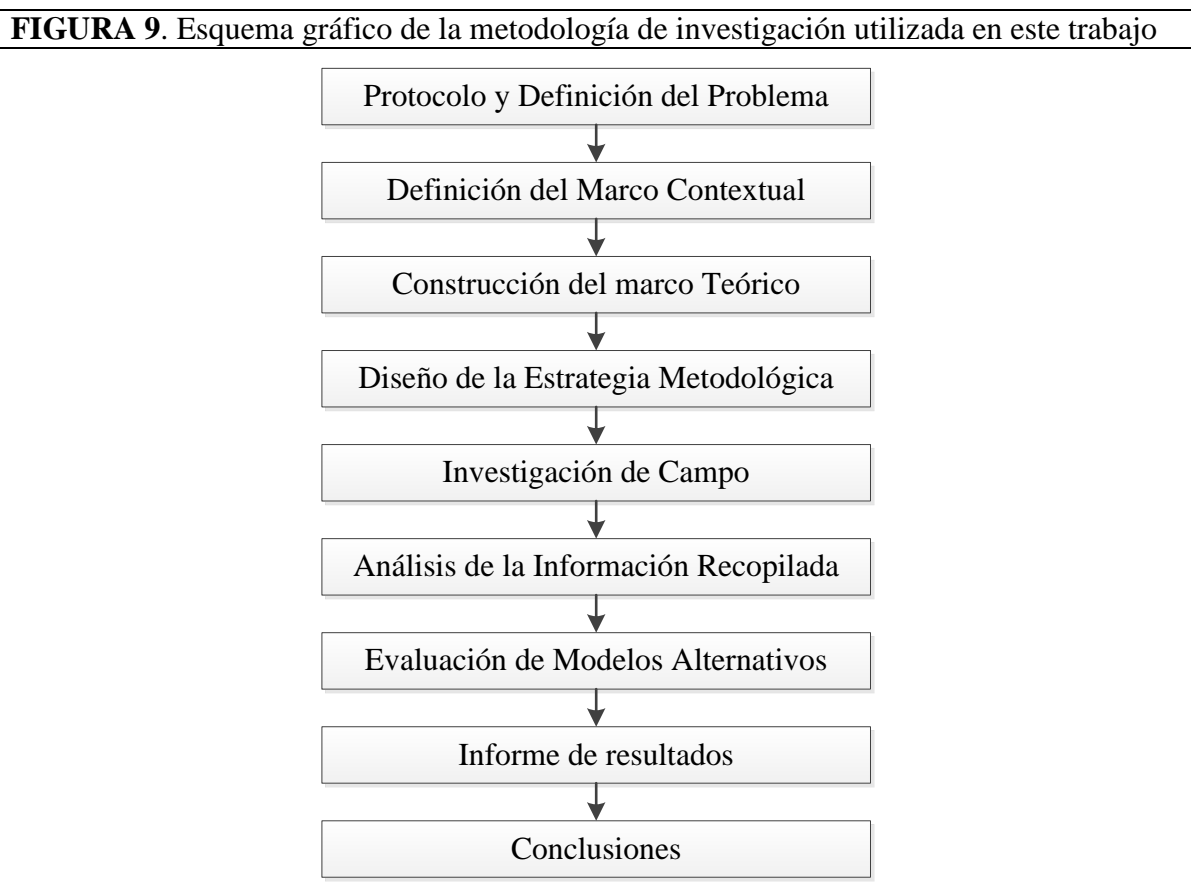 FIGURA 9. Esquema gráfico de la metodología de investigación utilizada en este trabajo
Protocolo y Definición del Problema
Definición del Marco Contextual
Construcción del marco Teórico
Diseño de la Estrategia Metodológica
Investigación de Campo
Análisis de la Información Recopilada
Evaluación de Modelos Alternativos
Informe de resultados
Conclusiones